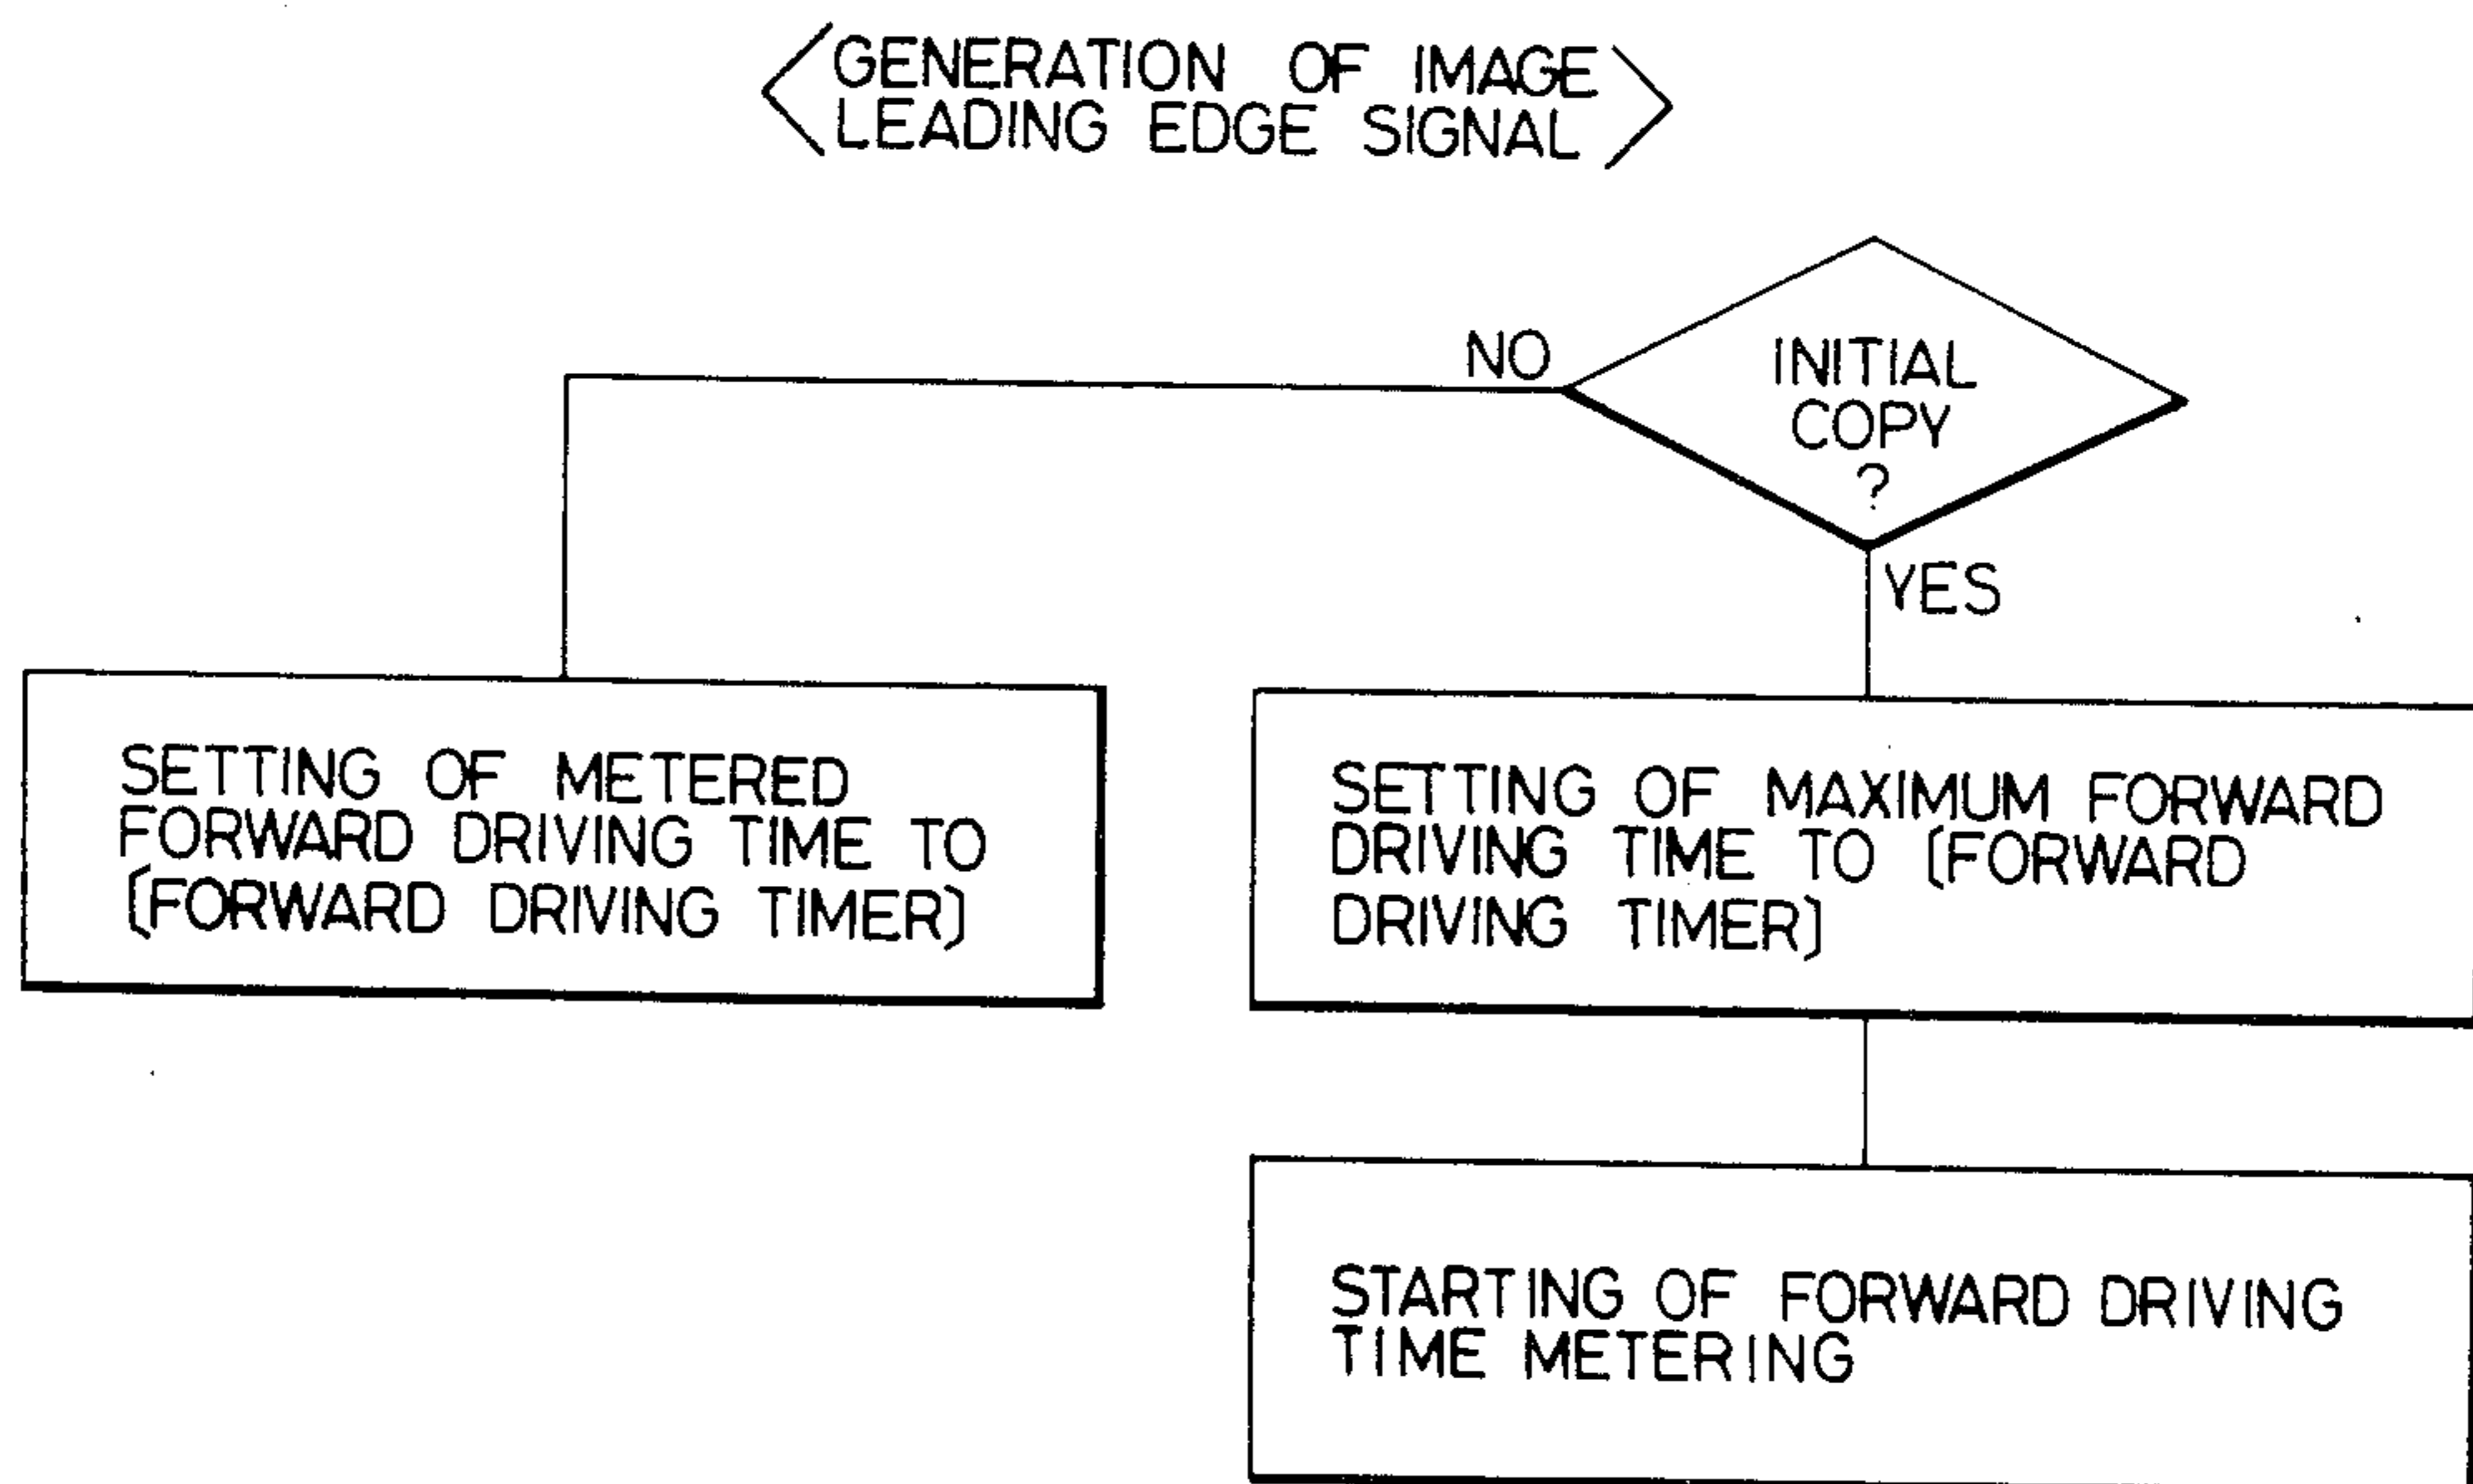 GENERATION OF IMAGE
LEADING EDGE SIGNAL
INITIAL
COPY
?
NO
YES
SETTING OF METERED
FORWARD DRIVING TIME TO
(FORWARD DRIVING TIMER)
SETTING OF MAXIMUM FORWARD
DRIVING TIME TO (FORWARD
DRIVING TIMER)
STARTING OF FORWARD DRIVING
TIME METERING